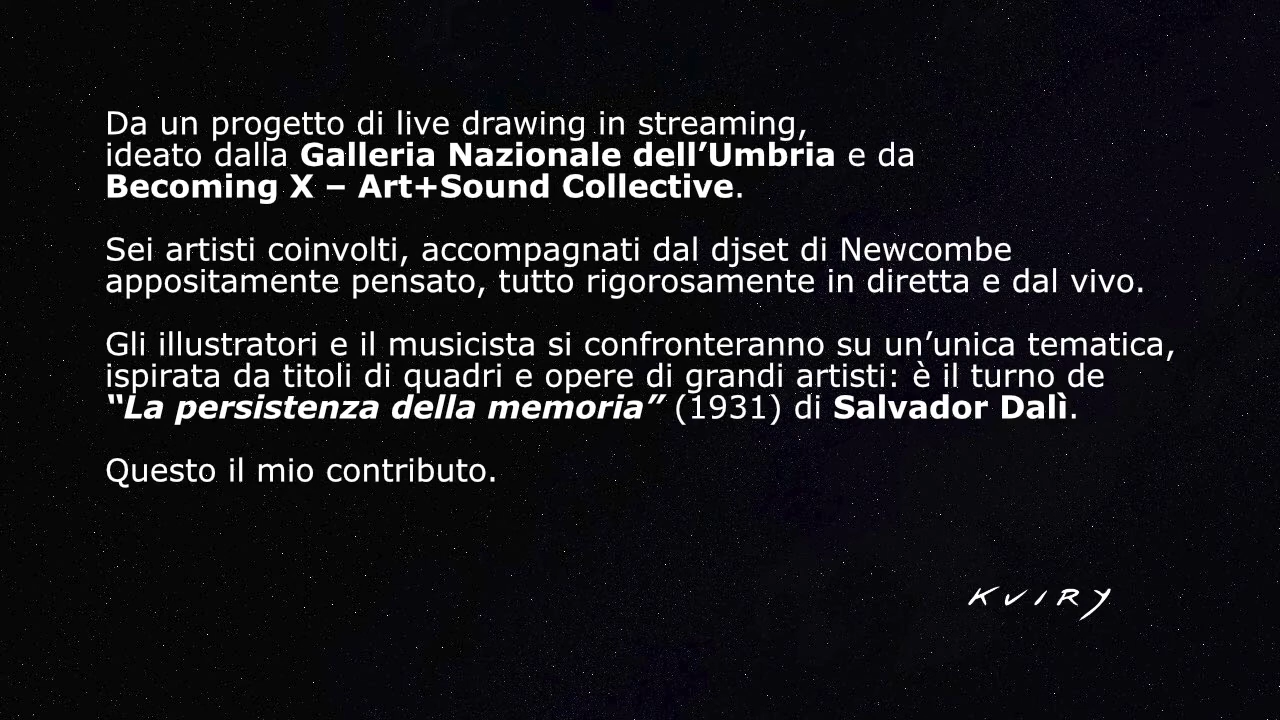 Da un progetto di live drawing in streaming,
ideato dalla Galleria Nazionale dell’Umbria e da
Becoming X – Art+Sound Collective.
Sei artisti coinvolti, accompagnati dal djset di Newcombe
appositamente pensato, tutto rigorosamente in diretta e dal vivo.
Gli illustratori e il musicista si confronteranno su un’unica tematica,
ispirata da titoli di quadri e opere di grandi artisti: è il turno de
“La persistenza della memoria” (1931) di Salvador Dalì.
Questo il mio contributo.
KVIRY